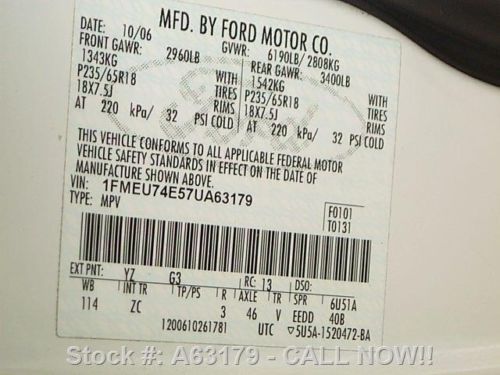 MFD. BY FORD MOTOR CO.
DATE: 10/06 GVWR: 6190LB/ 2808KG
FRONT GAWR: 2960LB REAR GAWR: 3400LB
1343KG WITH 1542KG WITH
P235/65R18 TIRES P235/65R18 TIRES
18X7.5J RIMS 18X7.5J RIMS
AT 220 kPa/ 32 PSI COLD AT 220 kPa/ 32 PSI COLD
THIS VEHICLE CONFORMS TO ALL APPLICABLE FEDERAL MOTOR
VEHICLE SAFETY STANDARDS IN EFFECT ON THE DATE OF
MANUFACTURE SHOWN ABOVE.
VIN: 1FMEU74E57UA63179
TYPE: MPV
F0101
T0131
EXT PNT: YZ G3 RC: 13 DSO:
WB INT TR TP/PS R AXLE TR SPR 6U51A
114 ZC 3 46 V EEDD 40B
1200610261781 UTC ▽5U5A-1520472-BA
Stock #: A63179 - CALL NOW!!